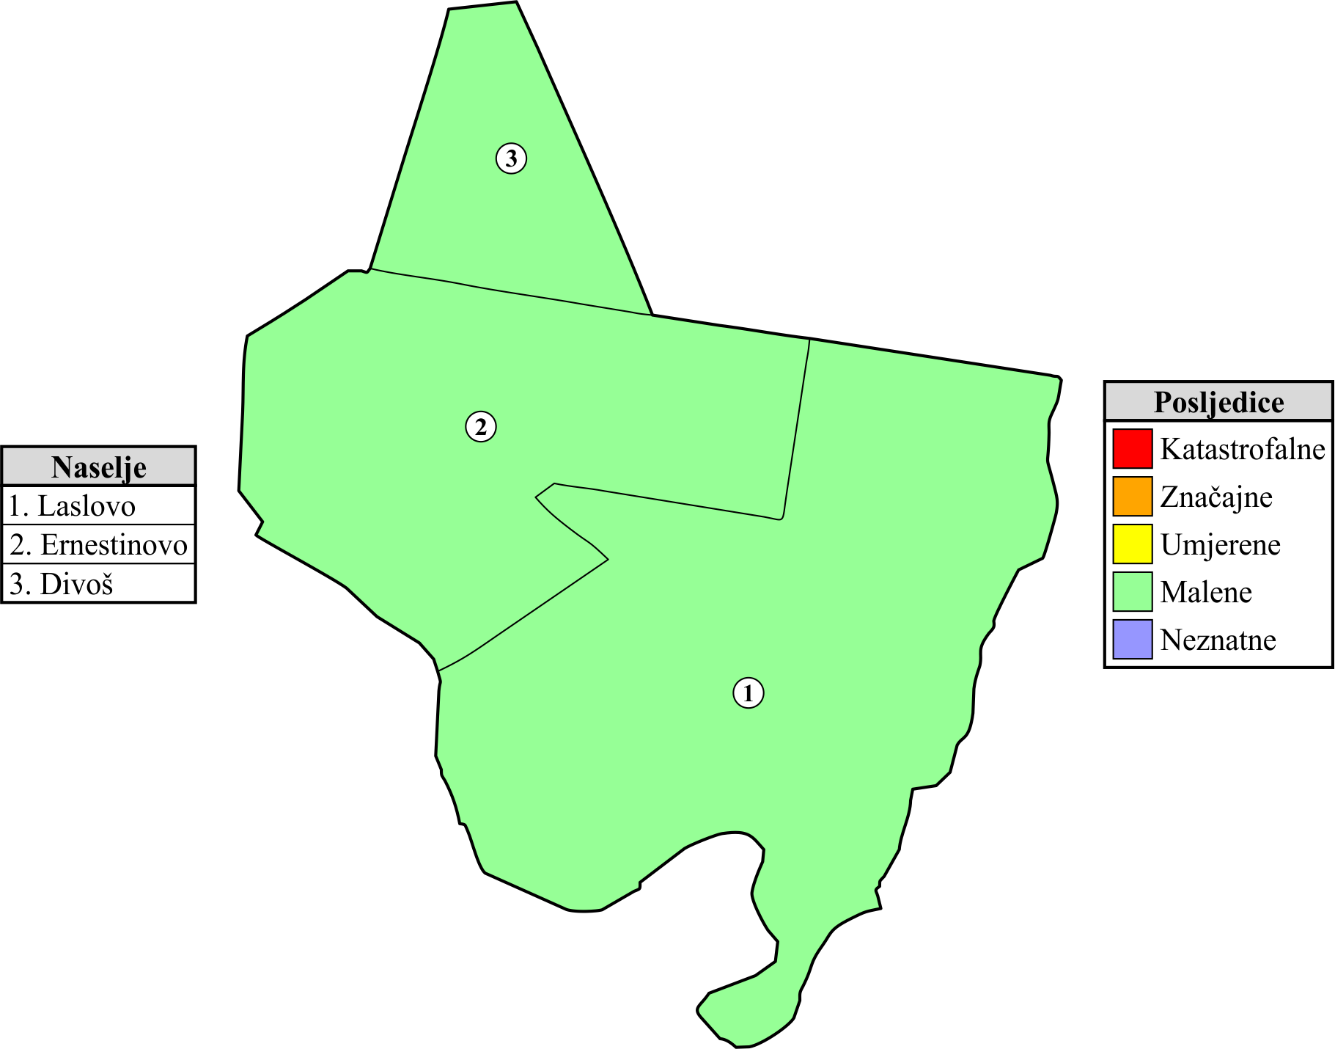 3
2
1
Naselje
1. Laslovo
2. Ernestinovo
3. Divoš
Posljedice
Katastrofalne
Značajne
Umjerene
Malene
Neznatne